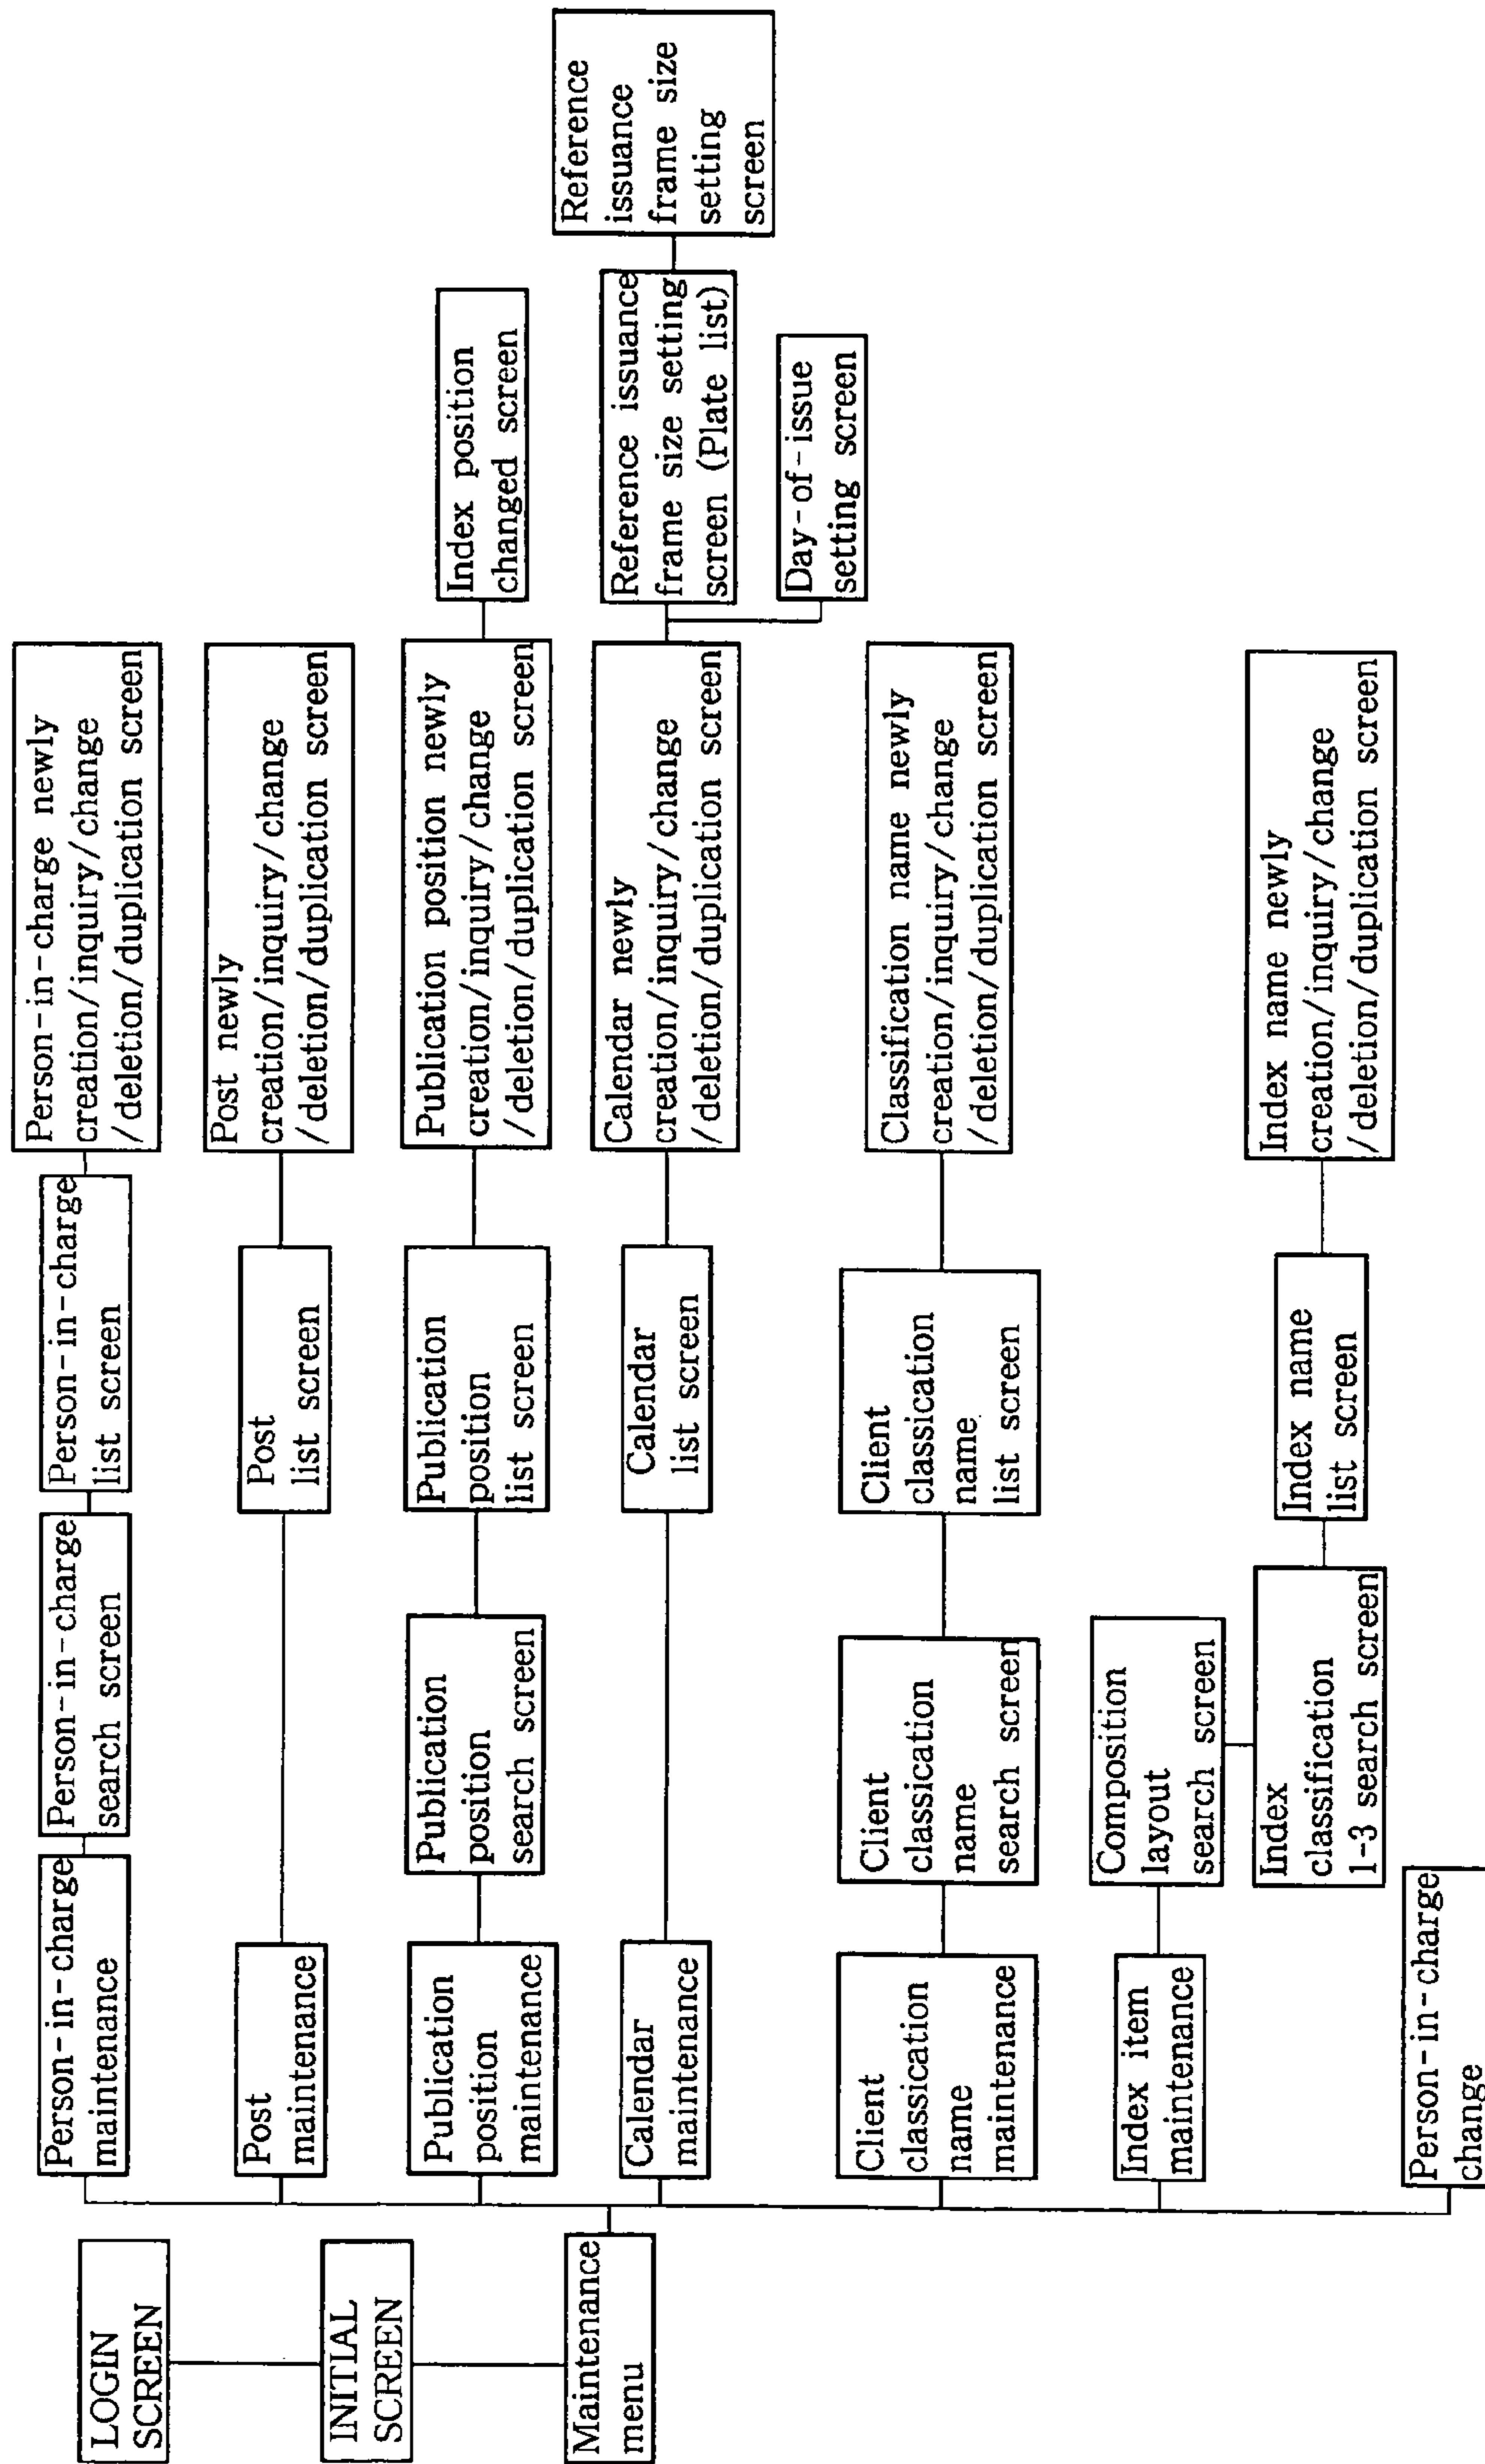 LOGIN
SCREEN
INITIAL
SCREEN
Maintenance
menu
Person-in-charge
maintenance
Person-in-charge
search screen
Person-in-charge
list screen
Person-in-charge newly
creation/inquiry/change
/deletion/duplication screen
Post
maintenance
Post
list screen
Post newly
creation/inquiry/change
/deletion/duplication screen
Publication
position
maintenance
Publication
position
search screen
Publication
position
list screen
Publication position newly
creation/inquiry/change
/deletion/duplication screen
Index position
changed screen
Calendar
maintenance
Calendar
list screen
Calendar newly
creation/inquiry/change
/deletion/duplication screen
Reference issuance
frame size setting
screen (Plate list)
Reference
issuance
frame size
setting
screen
Day-of-issue
setting screen
Client
classication
name
maintenance
Client
classication
name
search screen
Client
classication
name
list screen
Classification name newly
creation/inquiry/change
/deletion/duplication screen
Index item
maintenance
Composition
layout
search screen
Index
classification
1-3 search screen
Index name
list screen
Index name newly
creation/inquiry/change
/deletion/duplication screen
Person-in-charge
change